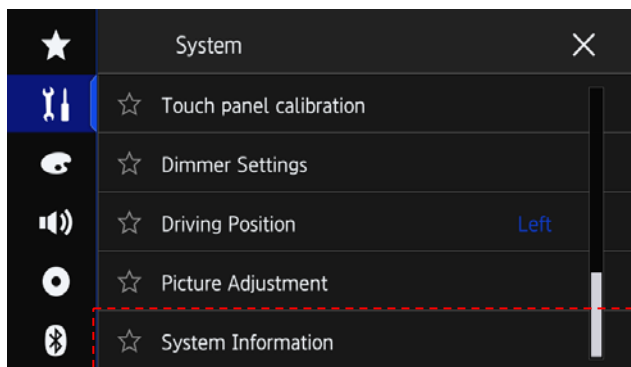 System
Touch panel calibration
Dimmer Settings
Driving Position Left
Picture Adjustment
System Information